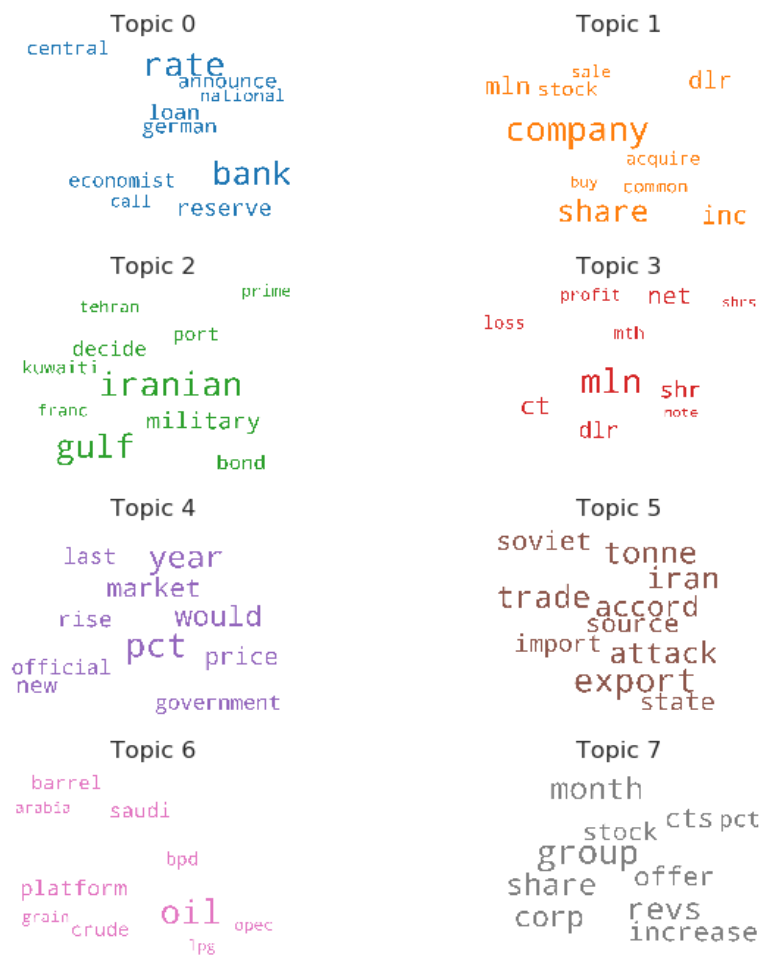 Topic 0
central
rate
announce
national
loan
german
economist
bank
call
reserve
Topic 1
sale
mln stock
dlr
company
acquire
buy
common
share
inc
Topic 2
prime
tehran
port
decide
kuwaiti
iranian
franc
military
gulf
bond
Topic 3
profit
net
shrs
loss
mth
mln
shr
ct
note
dlr
Topic 4
last
year
market
rise
would
pct
price
official
new
government
Topic 5
soviet
tonne
iran
trade
accord
source
import
attack
export
state
Topic 6
barrel
arabia
saudi
bpd
platform
grain
oil
crude
opec
lpg
Topic 7
month
cts
pct
stock
group
offer
share
corp
revs
increase